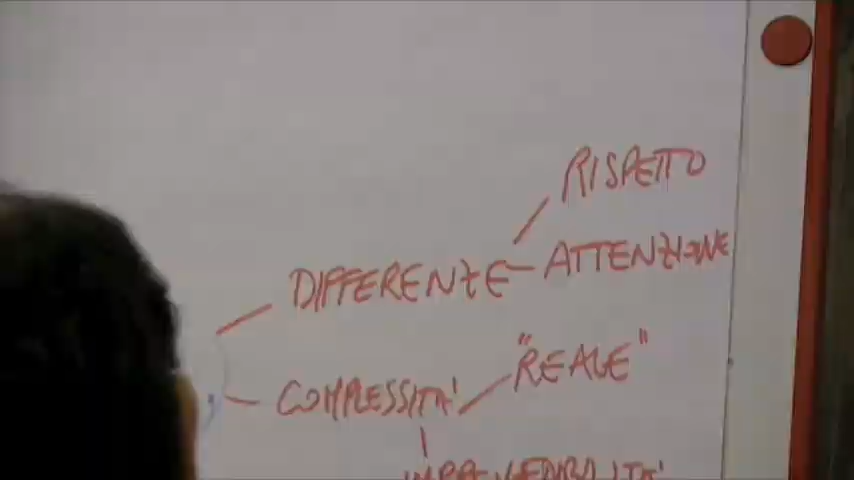 RISPETTO
DIFFERENZE ATTENZIONE
"REALE"
COMPLESSITA'